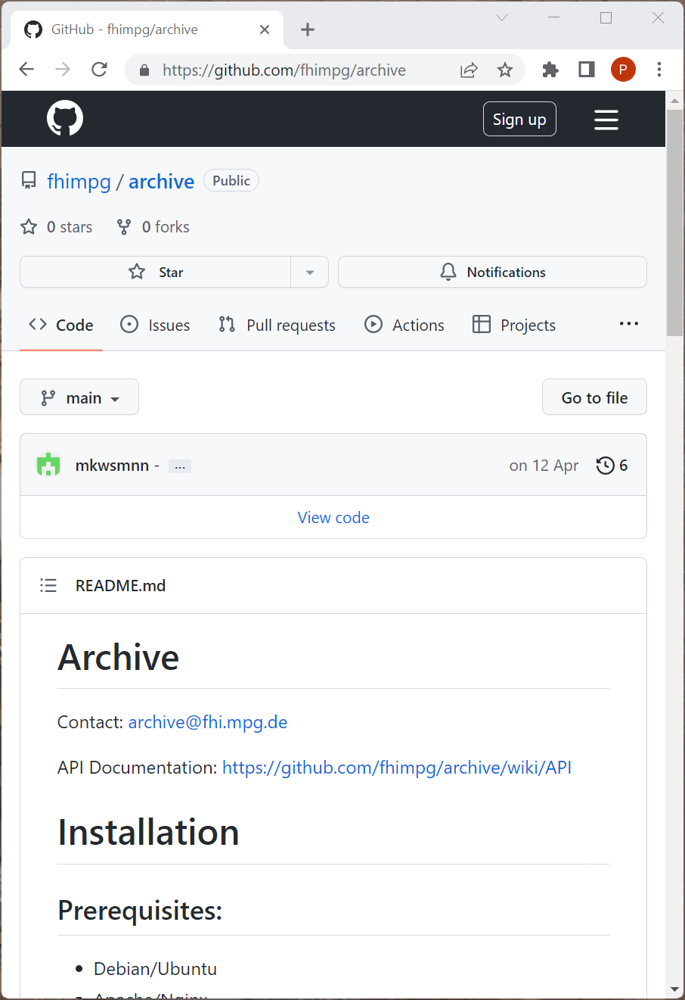 GitHub - fhimpg/archive
https://github.com/fhimpg/archive
P
Sign up
fhimpg / archive Public
0 stars 0 forks
Star Notifications
Code Issues Pull requests Actions Projects ...
main Go to file
mkwsmnn - ... on 12 Apr 6
View code
README.md
Archive
Contact: archive@fhi.mpg.de
API Documentation: https://github.com/fhimpg/archive/wiki/API
Installation
Prerequisites:
• Debian/Ubuntu
• Apache/Nginx